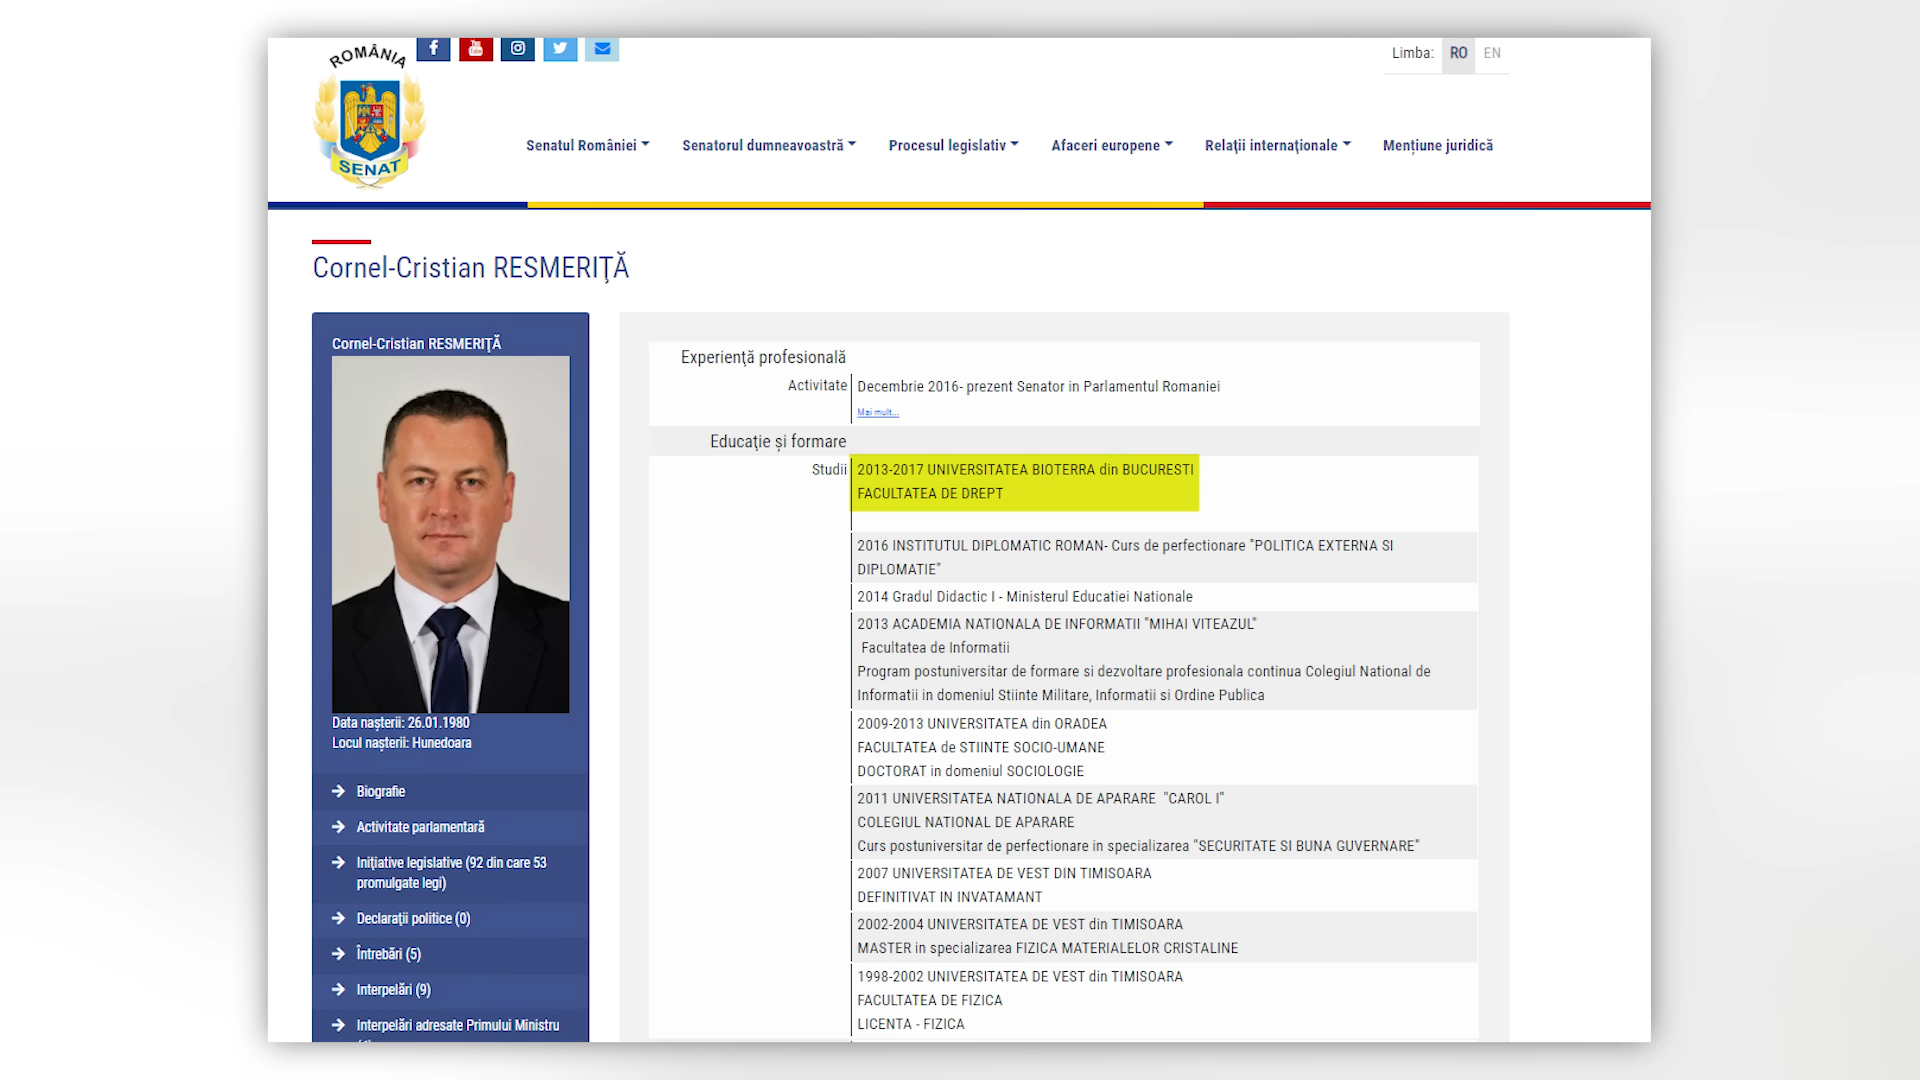 ROMÂNIA
SENAT
Limba: RO EN
Senatul României
Senatorul dumneavoastră
Procesul legislativ
Afaceri europene
Relaţii internaţionale
Mențiune juridică
Cornel-Cristian RESMERIŢĂ
Cornel-Cristian RESMERIŢĂ
Data nașterii: 26.01.1980
Locul nașterii: Hunedoara
Biografie
Activitate parlamentară
Iniţiative legislative (92 din care 53
promulgate legi)
Declaraţii politice (0)
Întrebări (5)
Interpelări (9)
Interpelări adresate Primului Ministru
Experienţă profesională
Activitate
Decembrie 2016- prezent Senator in Parlamentul Romaniei
Mai mult...
Educaţie și formare
Studii
2013-2017 UNIVERSITATEA BIOTERRA din BUCURESTI
FACULTATEA DE DREPT
2016 INSTITUTUL DIPLOMATIC ROMAN- Curs de perfectionare "POLITICA EXTERNA SI
DIPLOMATIE"
2014 Gradul Didactic I - Ministerul Educatiei Nationale
2013 ACADEMIA NATIONALA DE INFORMATII "MIHAI VITEAZUL"
Facultatea de Informatii
Program postuniversitar de formare si dezvoltare profesionala continua Colegiul National de
Informatii in domeniul Stiinte Militare, Informatii si Ordine Publica
2009-2013 UNIVERSITATEA din ORADEA
FACULTATEA de STIINTE SOCIO-UMANE
DOCTORAT in domeniul SOCIOLOGIE
2011 UNIVERSITATEA NATIONALA DE APARARE "CAROL I"
COLEGIUL NATIONAL DE APARARE
Curs postuniversitar de perfectionare in specializarea "SECURITATE SI BUNA GUVERNARE"
2007 UNIVERSITATEA DE VEST DIN TIMISOARA
DEFINITIVAT IN INVATAMANT
2002-2004 UNIVERSITATEA DE VEST din TIMISOARA
MASTER in specializarea FIZICA MATERIALELOR CRISTALINE
1998-2002 UNIVERSITATEA DE VEST din TIMISOARA
FACULTATEA DE FIZICA
LICENTA - FIZICA